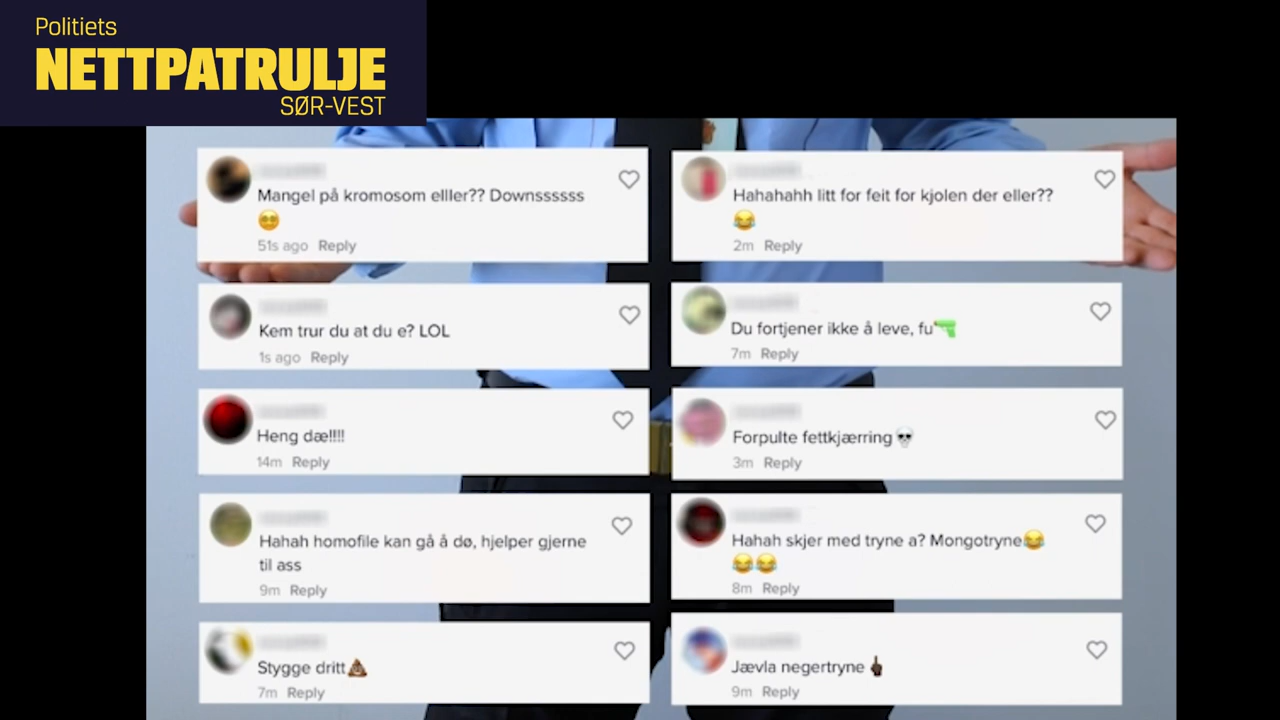 Politiets
NETTPATRULJE
SØR-VEST
Mangel på kromosom elller?? Downssssss
😵‍💫
51s ago Reply
Kem trur du at du e? LOL
1s ago Reply
Heng dæ!!!!
14m Reply
Hahah homofile kan gå å dø, hjelper gjerne
til ass
9m Reply
Stygge dritt💩
7m Reply
Hahahahh litt for feit for kjolen der eller??
😂
2m Reply
Du fortjener ikke å leve, fu🔫
7m Reply
Forpulte fettkjærring💀
3m Reply
Hahah skjer med tryne a? Mongotryne😂
😂😂
8m Reply
Jævla negertryne🖕🏿
9m Reply